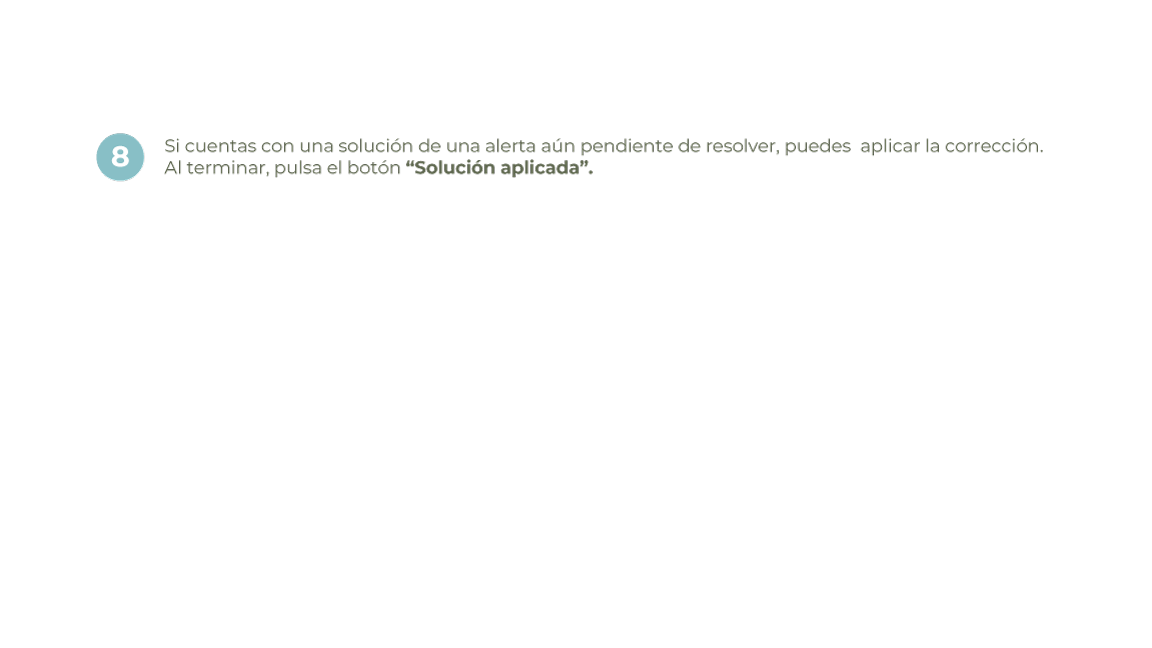 8
Si cuentas con una solución de una alerta aún pendiente de resolver, puedes  aplicar la corrección.
Al terminar, pulsa el botón “Solución aplicada”.